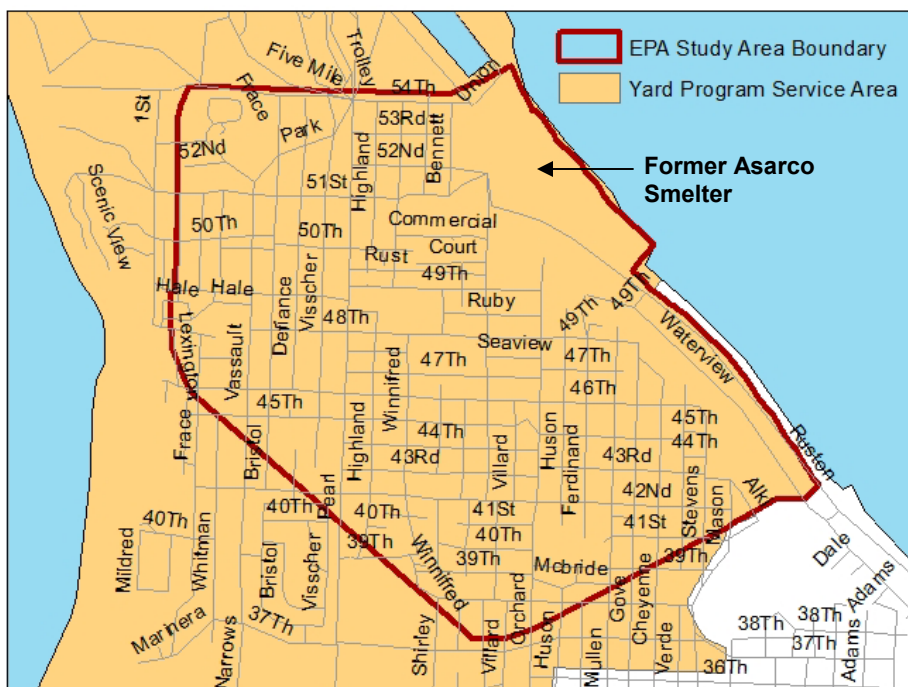 EPA Study Area Boundary
Yard Program Service Area
Former Asarco
Smelter
Five Mile
Trolley
Union
54Th
1St
Frace
Park
53Rd
52Nd
52Nd
Bennett
Highland
51St
Scenic View
50Th
50Th
Commercial
Court
Rust
49Th
Visscher
Defiance
Hale
Hale
Ruby
49Th
49Th
48Th
Lexington
Vassault
Seaview
Waterview
Winnifred
47Th
47Th
46Th
45Th
45Th
Frace
Bristol
Highland
44Th
44Th
43Rd
43Rd
Villard
Huson
Ferdinand
Ruston
42Nd
Stevens
Mason
Alk
Pearl
40Th
40Th
40Th
41St
41St
40Th
39Th
39Th
39Th
Mildred
Whitman
Bristol
Visscher
Winnifred
Mcbride
Orchard
Gove
Cheyenne
Dale
Adams
Marinera
37Th
Narrows
Shirley
Villard
Huson
Mullen
Verde
38Th
38Th
37Th
36Th
Adams